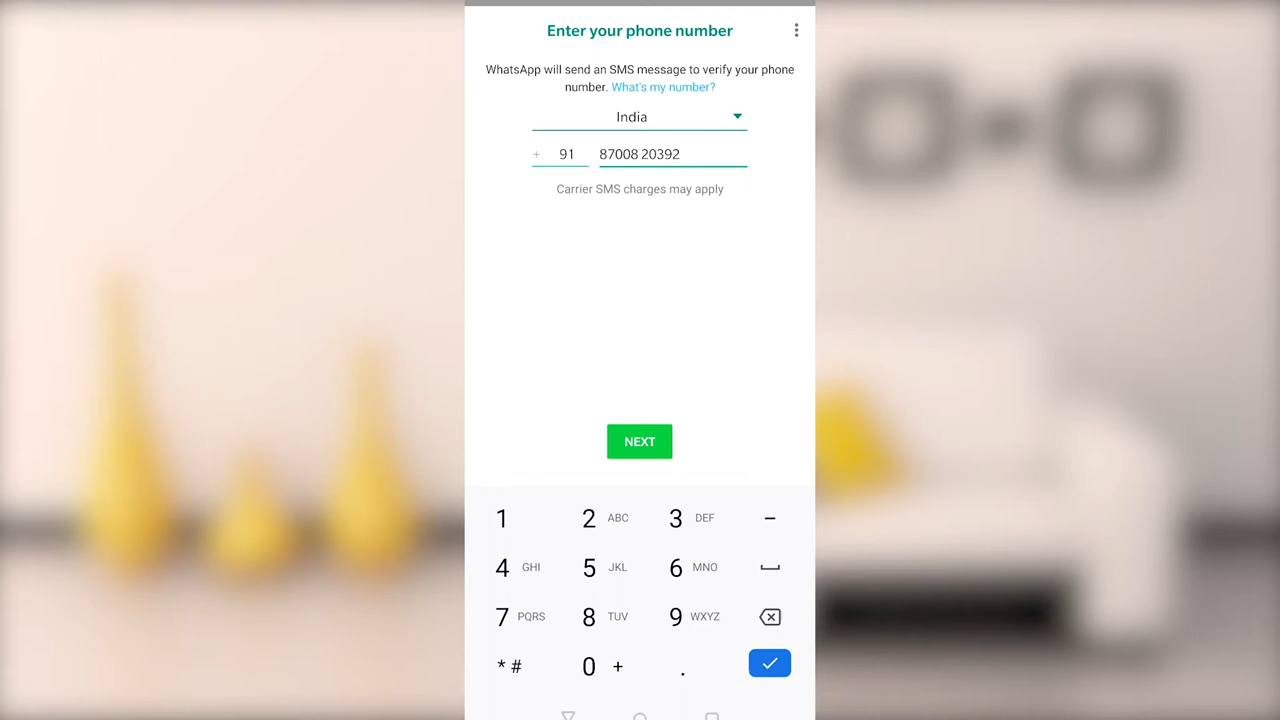 Enter your phone number
WhatsApp will send an SMS message to verify your phone
number. What's my number?
India
+ 91 87008 20392
Carrier SMS charges may apply
NEXT
1 2 ABC 3 DEF –
4 GHI 5 JKL 6 MNO
7 PQRS 8 TUV 9 WXYZ
* # 0 + .